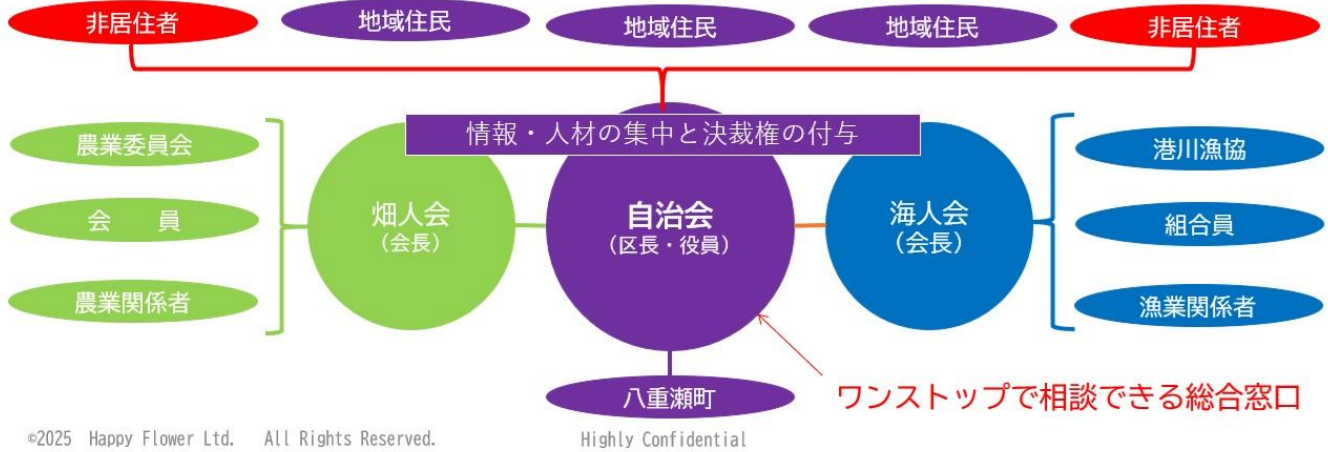 非居住者
地域住民
地域住民
地域住民
非居住者
情報・人材の集中と決裁権の付与
農業委員会
会　員
農業関係者
畑人会
（会長）
自治会
（区長・役員）
海人会
（会長）
港川漁協
組合員
漁業関係者
八重瀬町
ワンストップで相談できる総合窓口
©2025 Happy Flower Ltd. All Rights Reserved.
Highly Confidential